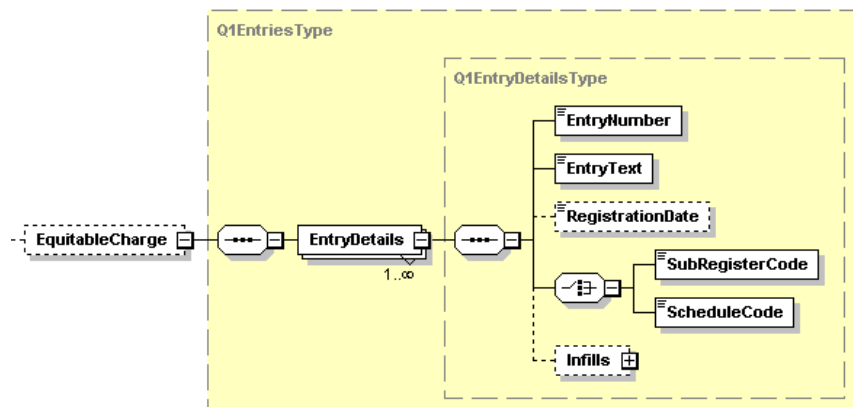 Q1EntriesType
Q1EntryDetailsType
EntryNumber
EntryText
RegistrationDate
EquitableCharge
EntryDetails
1..∞
SubRegisterCode
ScheduleCode
Infills